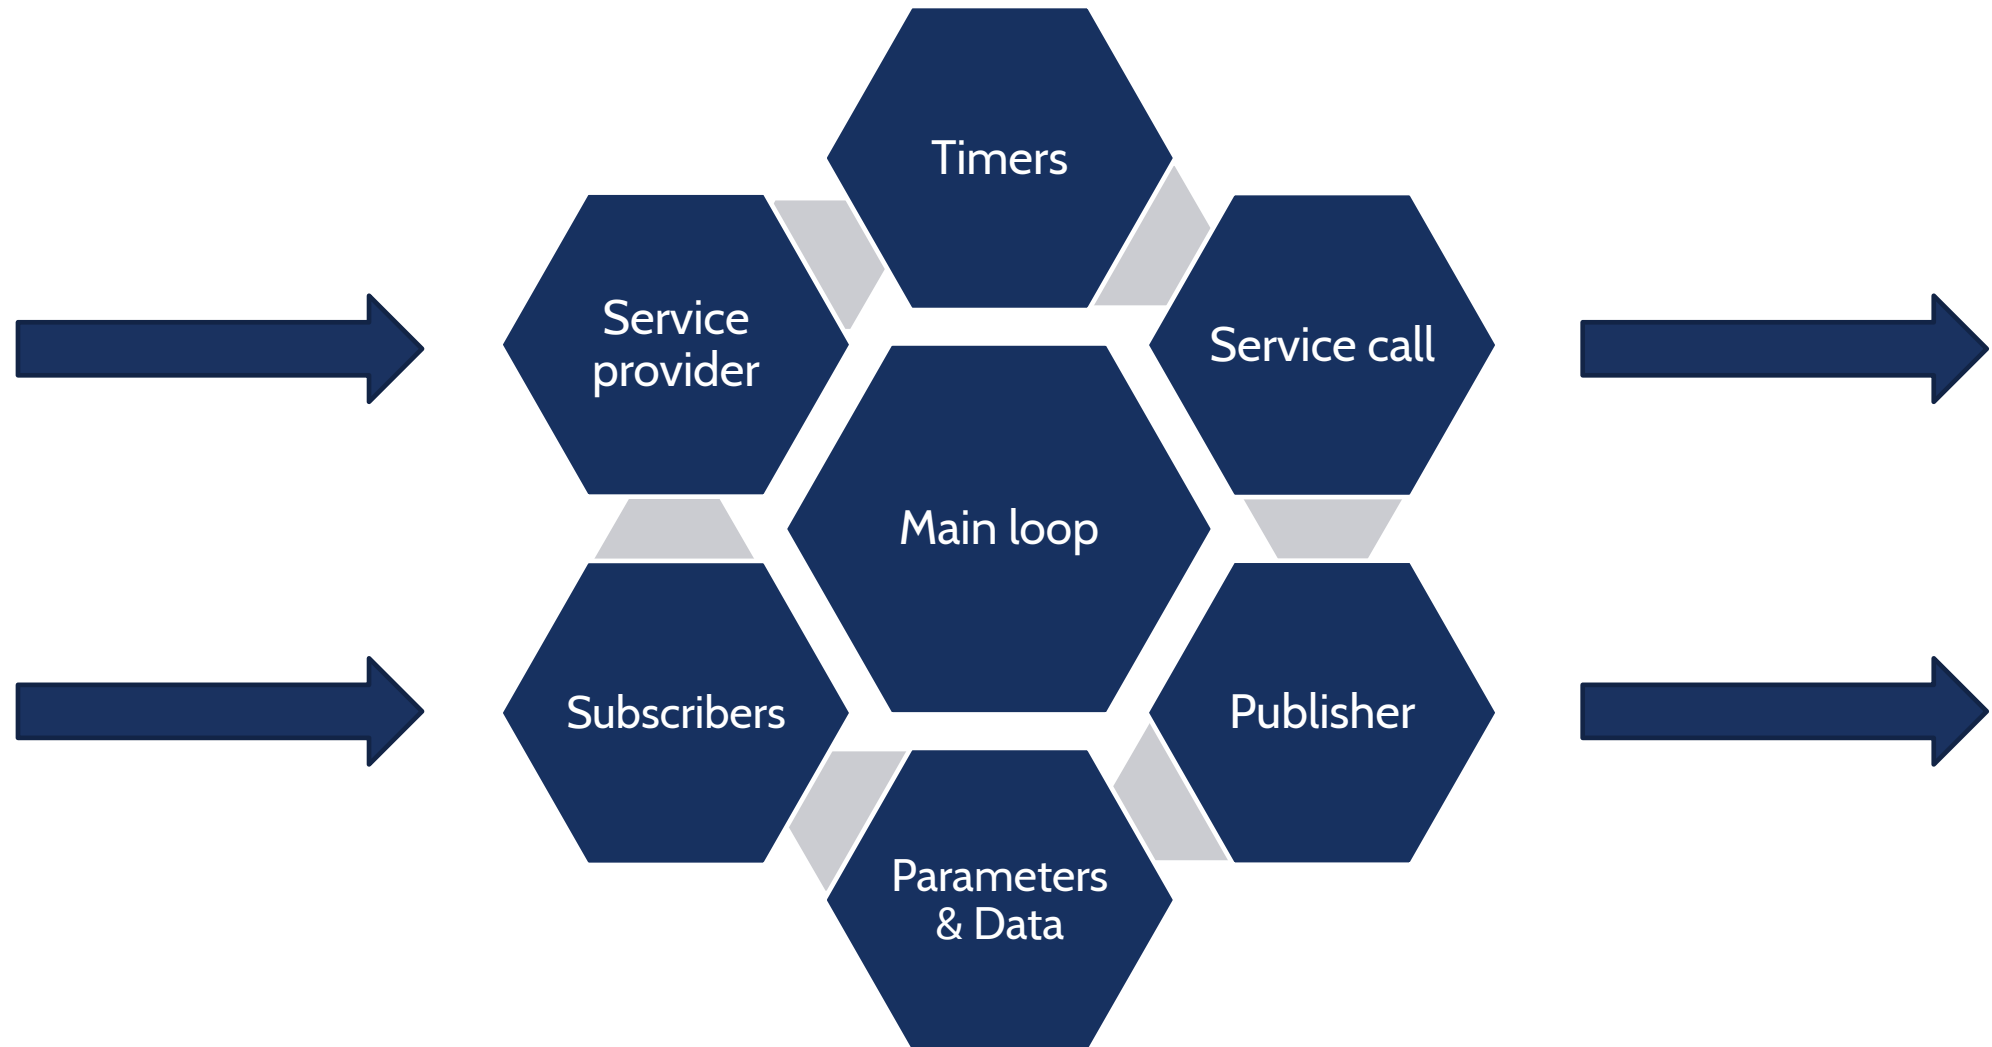 Timers
Service
provider
Service call
Main loop
Subscribers
Publisher
Parameters
& Data